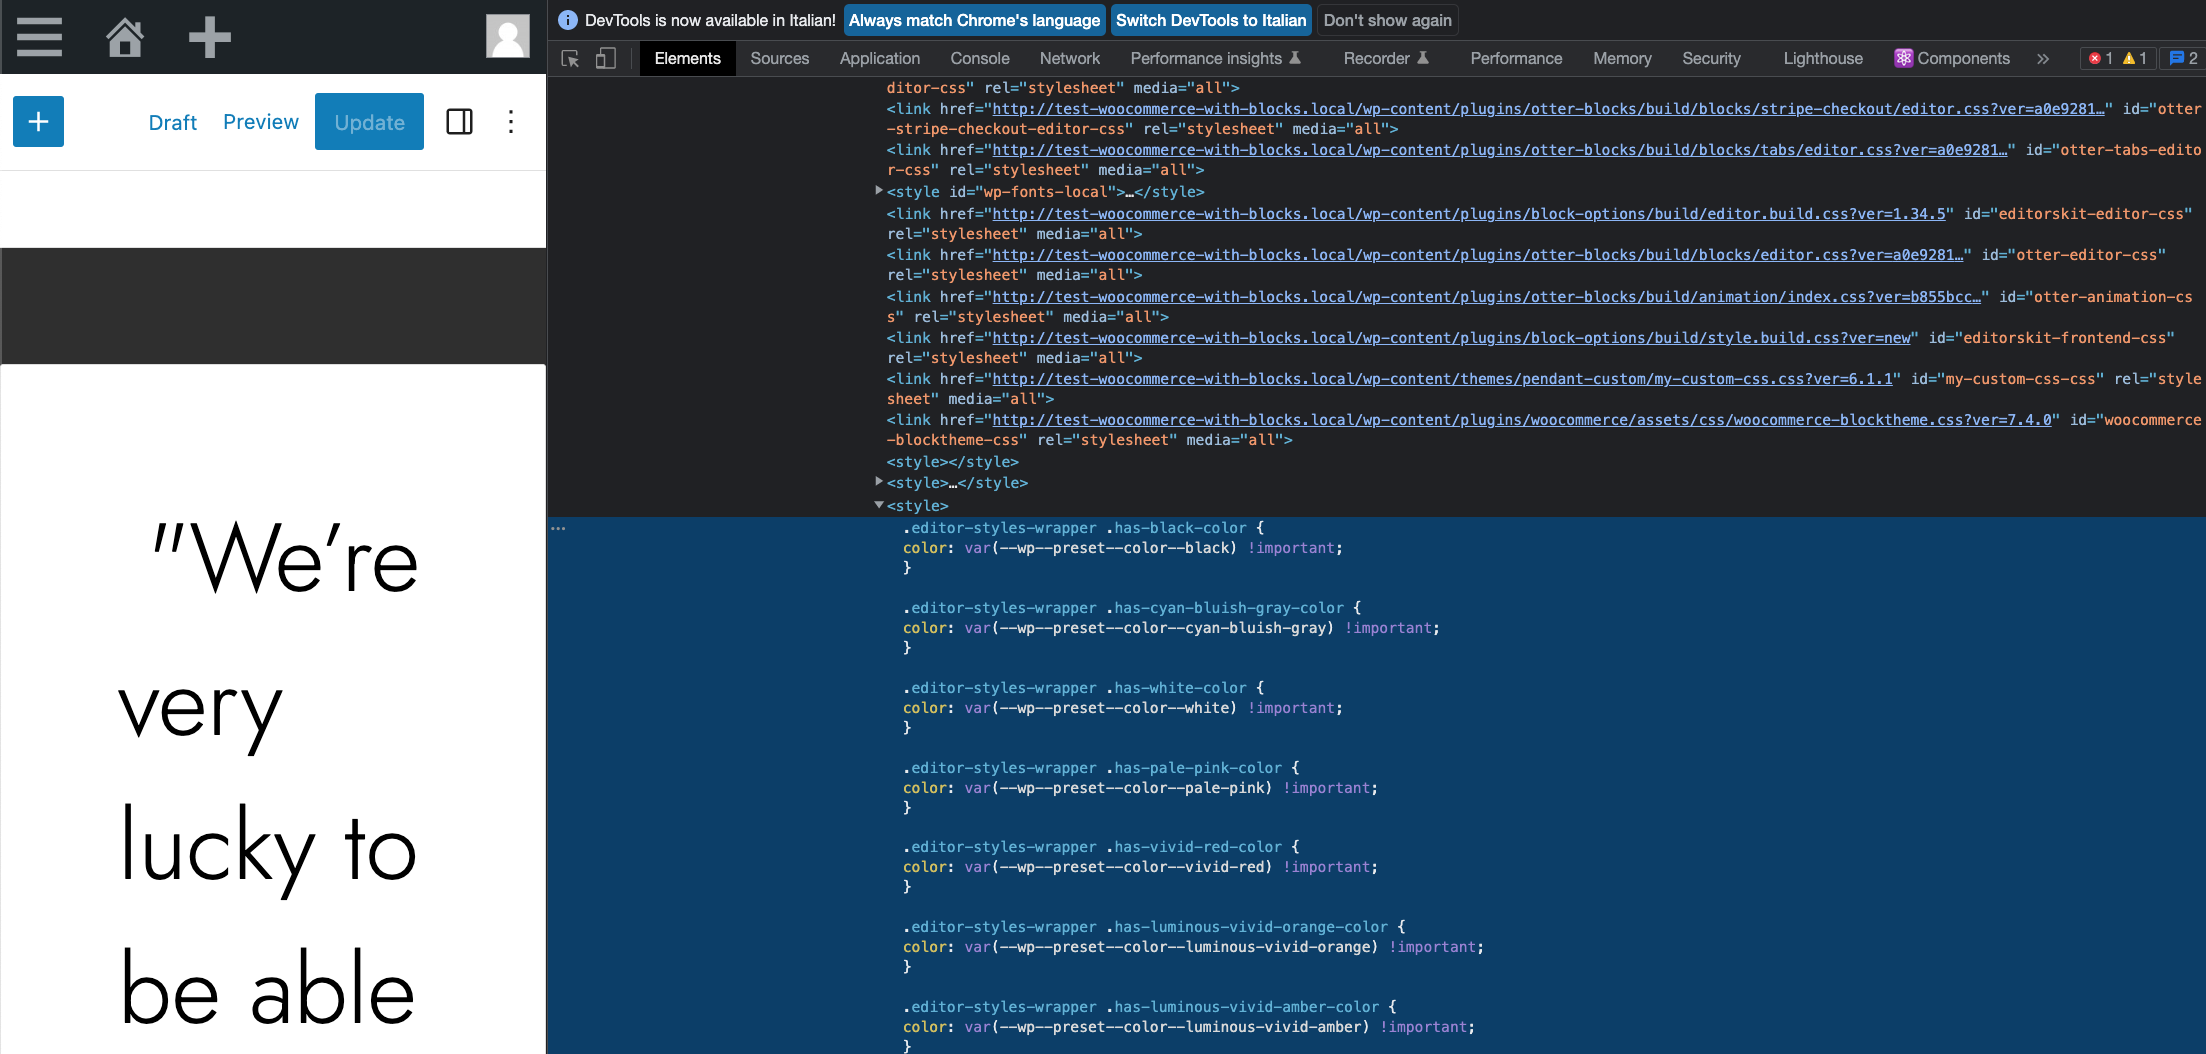 Draft Preview Update
"We're
very
lucky to
be able
DevTools is now available in Italian! Always match Chrome's language Switch DevTools to Italian Don't show again
Elements Sources Application Console Network Performance insights Recorder Performance Memory Security Lighthouse Components » 1 1 2
ditor-css" rel="stylesheet" media="all">
<link href="http://test-woocommerce-with-blocks.local/wp-content/plugins/otter-blocks/build/blocks/stripe-checkout/editor.css?ver=a0e9281…" id="otter
-stripe-checkout-editor-css" rel="stylesheet" media="all">
<link href="http://test-woocommerce-with-blocks.local/wp-content/plugins/otter-blocks/build/blocks/tabs/editor.css?ver=a0e9281…" id="otter-tabs-edito
r-css" rel="stylesheet" media="all">
<style id="wp-fonts-local">…</style>
<link href="http://test-woocommerce-with-blocks.local/wp-content/plugins/block-options/build/editor.build.css?ver=1.34.5" id="editorskit-editor-css"
rel="stylesheet" media="all">
<link href="http://test-woocommerce-with-blocks.local/wp-content/plugins/otter-blocks/build/blocks/editor.css?ver=a0e9281…" id="otter-editor-css"
rel="stylesheet" media="all">
<link href="http://test-woocommerce-with-blocks.local/wp-content/plugins/otter-blocks/build/animation/index.css?ver=b855bcc…" id="otter-animation-cs
s" rel="stylesheet" media="all">
<link href="http://test-woocommerce-with-blocks.local/wp-content/plugins/block-options/build/style.build.css?ver=new" id="editorskit-frontend-css"
rel="stylesheet" media="all">
<link href="http://test-woocommerce-with-blocks.local/wp-content/themes/pendant-custom/my-custom-css.css?ver=6.1.1" id="my-custom-css-css" rel="style
sheet" media="all">
<link href="http://test-woocommerce-with-blocks.local/wp-content/plugins/woocommerce/assets/css/woocommerce-blocktheme.css?ver=7.4.0" id="woocommerce
-blocktheme-css" rel="stylesheet" media="all">
<style></style>
<style>…</style>
<style>
.editor-styles-wrapper .has-black-color {
color: var(--wp--preset--color--black) !important;
}
.editor-styles-wrapper .has-cyan-bluish-gray-color {
color: var(--wp--preset--color--cyan-bluish-gray) !important;
}
.editor-styles-wrapper .has-white-color {
color: var(--wp--preset--color--white) !important;
}
.editor-styles-wrapper .has-pale-pink-color {
color: var(--wp--preset--color--pale-pink) !important;
}
.editor-styles-wrapper .has-vivid-red-color {
color: var(--wp--preset--color--vivid-red) !important;
}
.editor-styles-wrapper .has-luminous-vivid-orange-color {
color: var(--wp--preset--color--luminous-vivid-orange) !important;
}
.editor-styles-wrapper .has-luminous-vivid-amber-color {
color: var(--wp--preset--color--luminous-vivid-amber) !important;
}